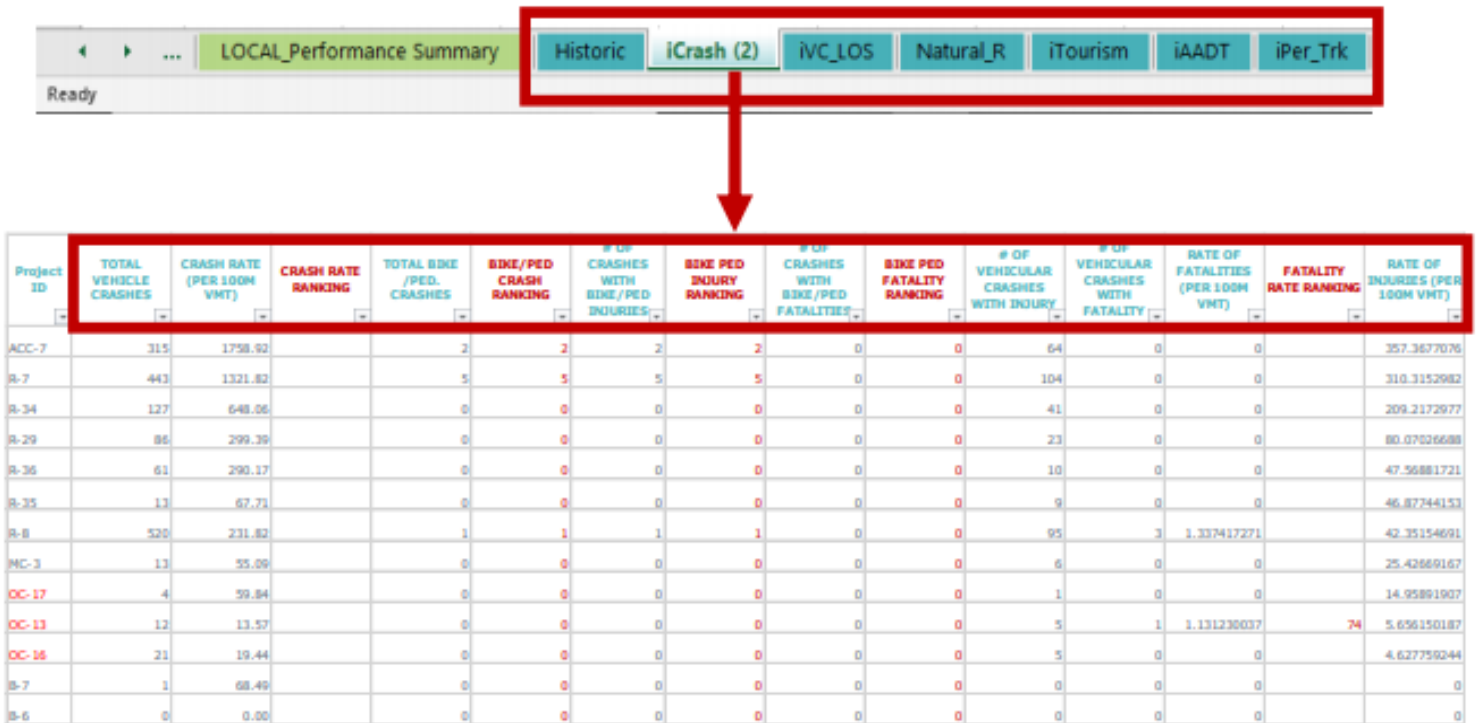 ... LOCAL_Performance Summary Historic iCrash (2) iVC_LOS Natural_R iTourism iAADT iPer_Trk
Ready
Project ID TOTAL VEHICLE CRASHES CRASH RATE (PER 100M VMT) CRASH RATE RANKING TOTAL BIKE /PED. CRASHES BIKE/PED CRASH RANKING # OF CRASHES WITH BIKE/PED INJURIES BIKE PED INJURY RANKING # OF CRASHES WITH BIKE/PED FATALITIES BIKE PED FATALITY RANKING # OF VEHICULAR CRASHES WITH INJURY # OF VEHICULAR CRASHES WITH FATALITY RATE OF FATALITIES (PER 100M VMT) FATALITY RATE RANKING RATE OF INJURIES (PER 100M VMT)
ACC-7 315 1758.92 2 2 2 2 0 0 64 0 0 357.3677076
R-7 443 1321.82 5 5 5 5 0 0 104 0 0 310.3152982
R-34 127 648.06 0 0 0 0 0 0 41 0 0 209.2172977
R-29 86 299.39 0 0 0 0 0 0 23 0 0 80.07026688
R-36 61 290.17 0 0 0 0 0 0 10 0 0 47.56881721
R-35 13 67.71 0 0 0 0 0 0 9 0 0 46.87744153
R-8 520 231.82 1 1 1 1 0 0 95 3 1.337417271 42.35154691
MC-3 13 55.09 0 0 0 0 0 0 6 0 0 25.42669167
OC-17 4 59.84 0 0 0 0 0 0 1 0 0 14.95891907
OC-13 12 13.57 0 0 0 0 0 0 5 1 1.131230037 74 5.656150187
OC-16 21 19.44 0 0 0 0 0 0 5 0 0 4.627759244
B-7 1 68.49 0 0 0 0 0 0 0 0 0 0
B-6 0 0.00 0 0 0 0 0 0 0 0 0 0